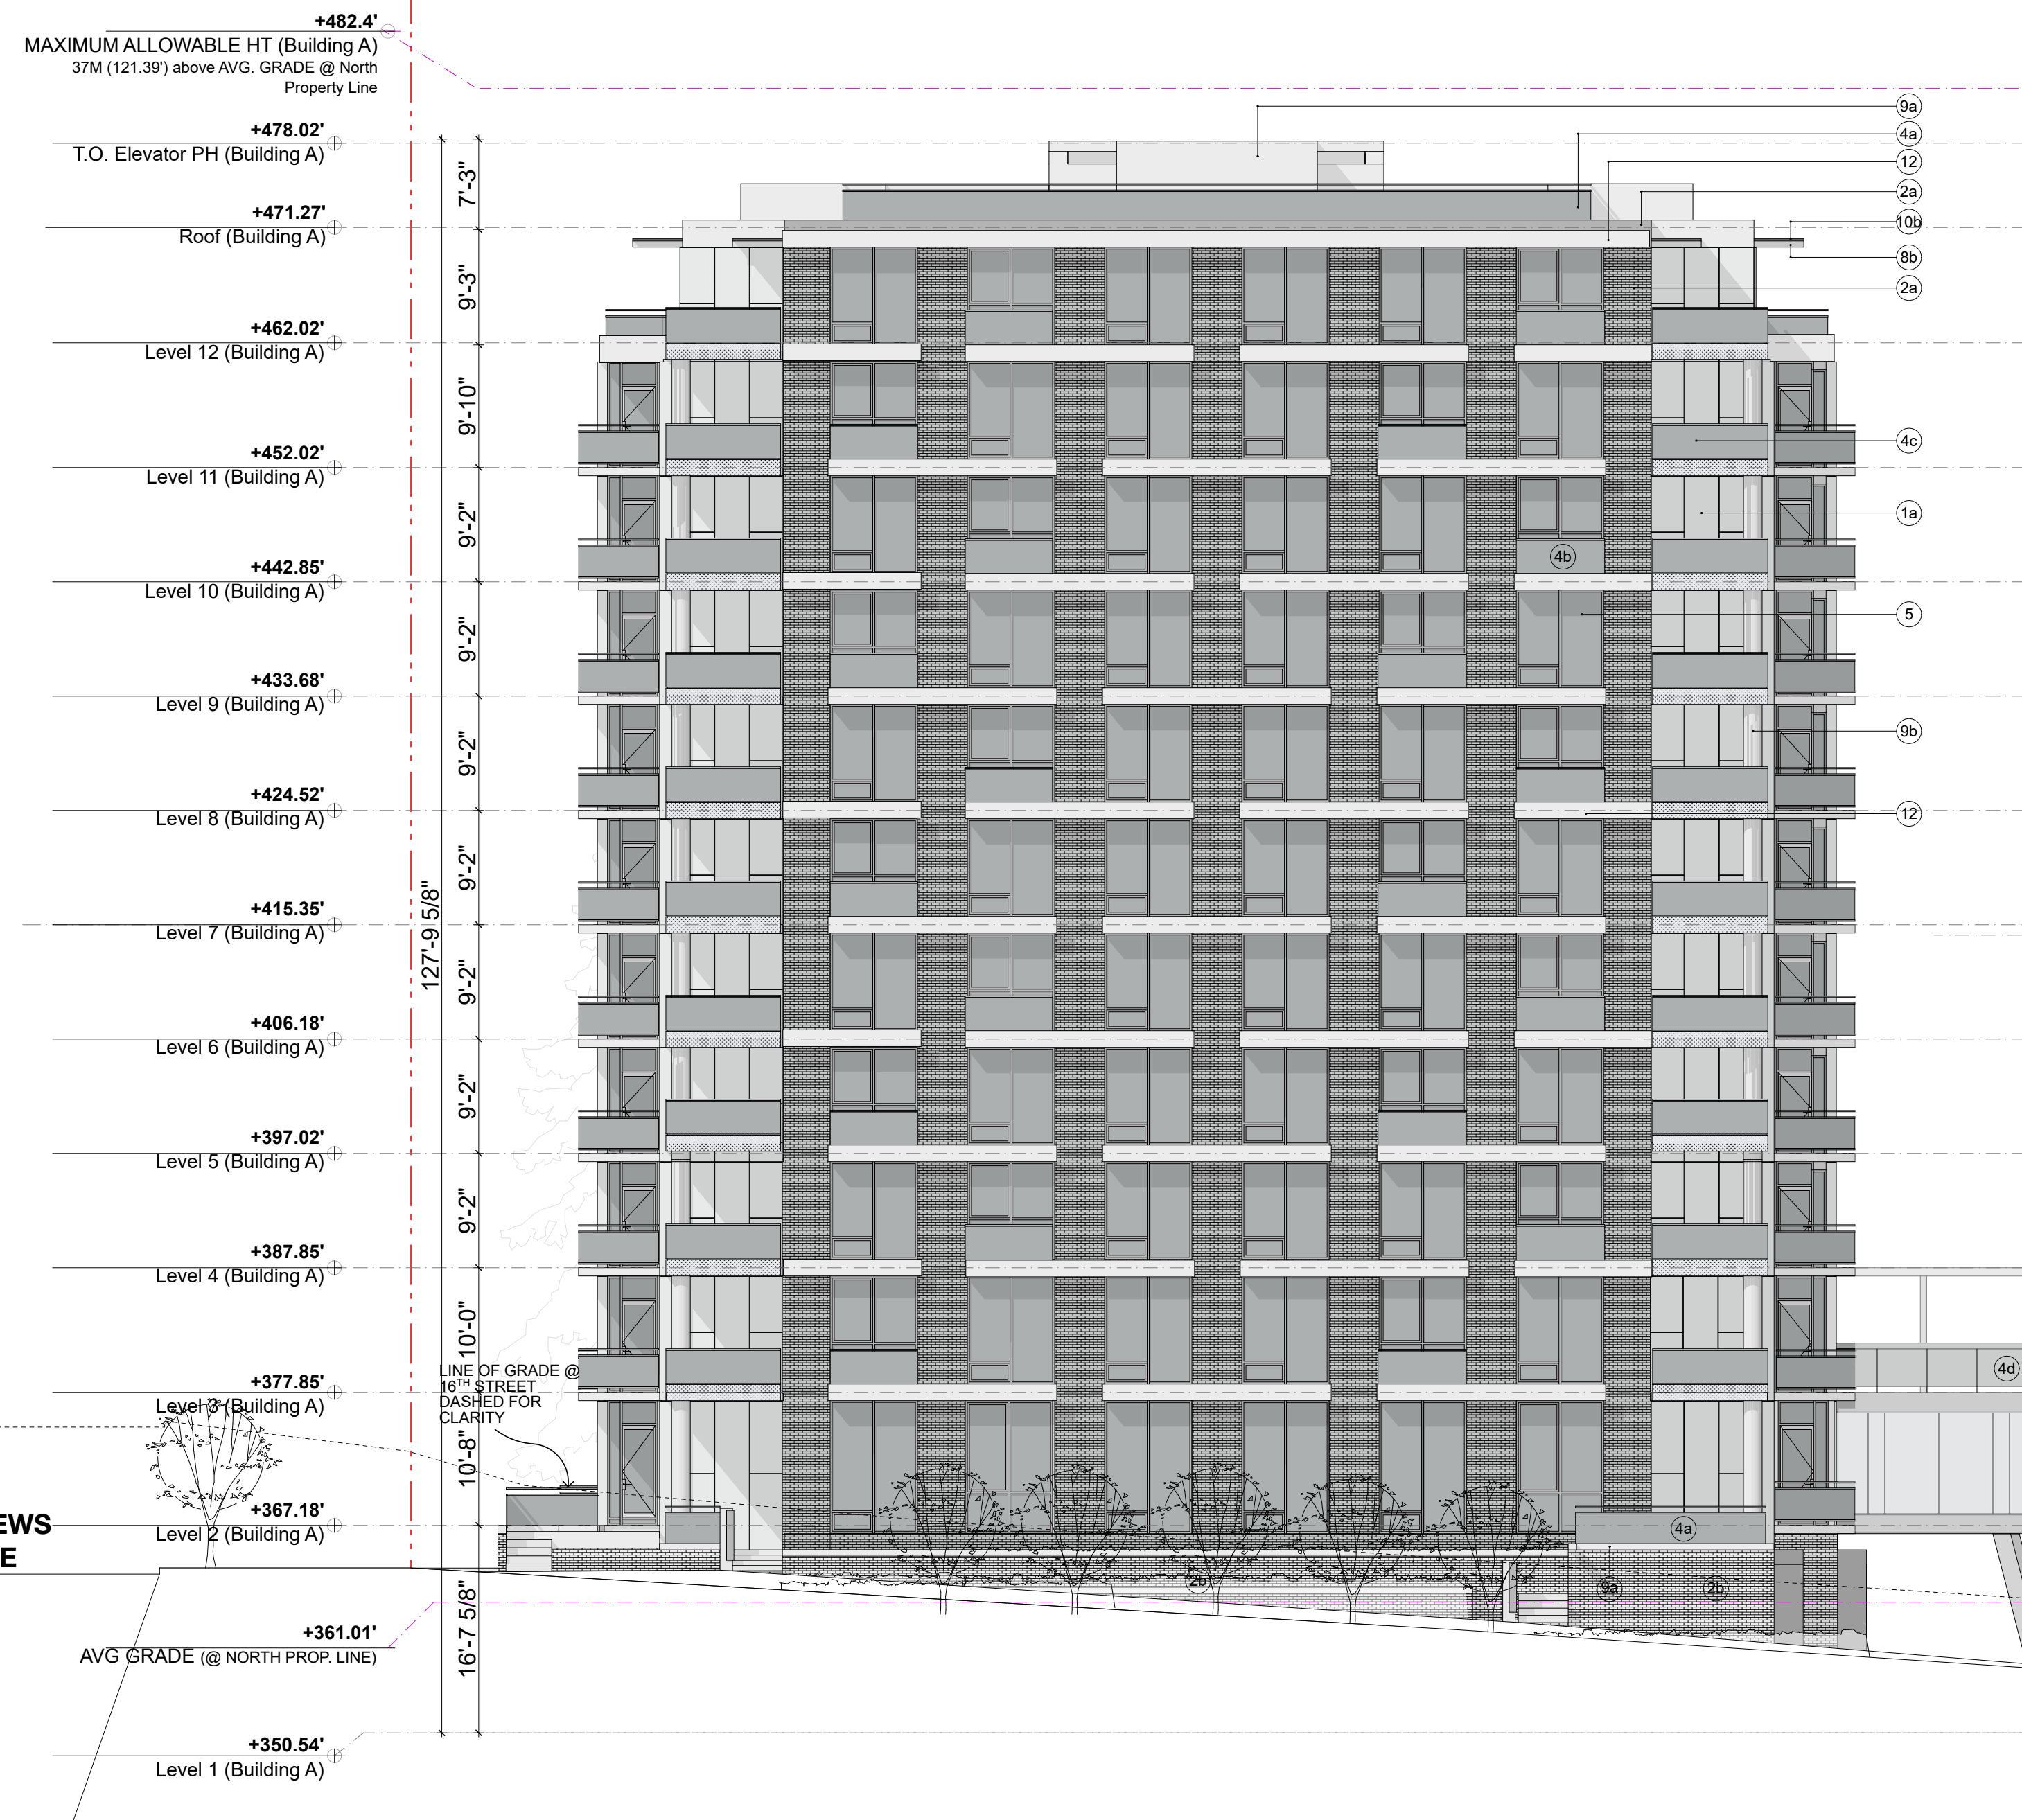 +482.4'
MAXIMUM ALLOWABLE HT (Building A)
37M (121.39') above AVG. GRADE @ North
Property Line
+478.02'
T.O. Elevator PH (Building A)
+471.27'
Roof (Building A)
+462.02'
Level 12 (Building A)
+452.02'
Level 11 (Building A)
+442.85'
Level 10 (Building A)
+433.68'
Level 9 (Building A)
+424.52'
Level 8 (Building A)
+415.35'
Level 7 (Building A)
+406.18'
Level 6 (Building A)
+397.02'
Level 5 (Building A)
+387.85'
Level 4 (Building A)
+377.85'
Level 3 (Building A)
+367.18'
Level 2 (Building A)
EWS
E
+361.01'
AVG GRADE (@ NORTH PROP. LINE)
+350.54'
Level 1 (Building A)
127'-9 5/8"
7'-3"
9'-3"
9'-10"
9'-2"
9'-2"
9'-2"
9'-2"
9'-2"
9'-2"
9'-2"
10'-0"
10'-8"
16'-7 5/8"
LINE OF GRADE @
16TH STREET
DASHED FOR
CLARITY
9a
4a
12
2a
10b
8b
2a
4c
1a
4b
5
9b
12
4d
4a
2b
9a
2b